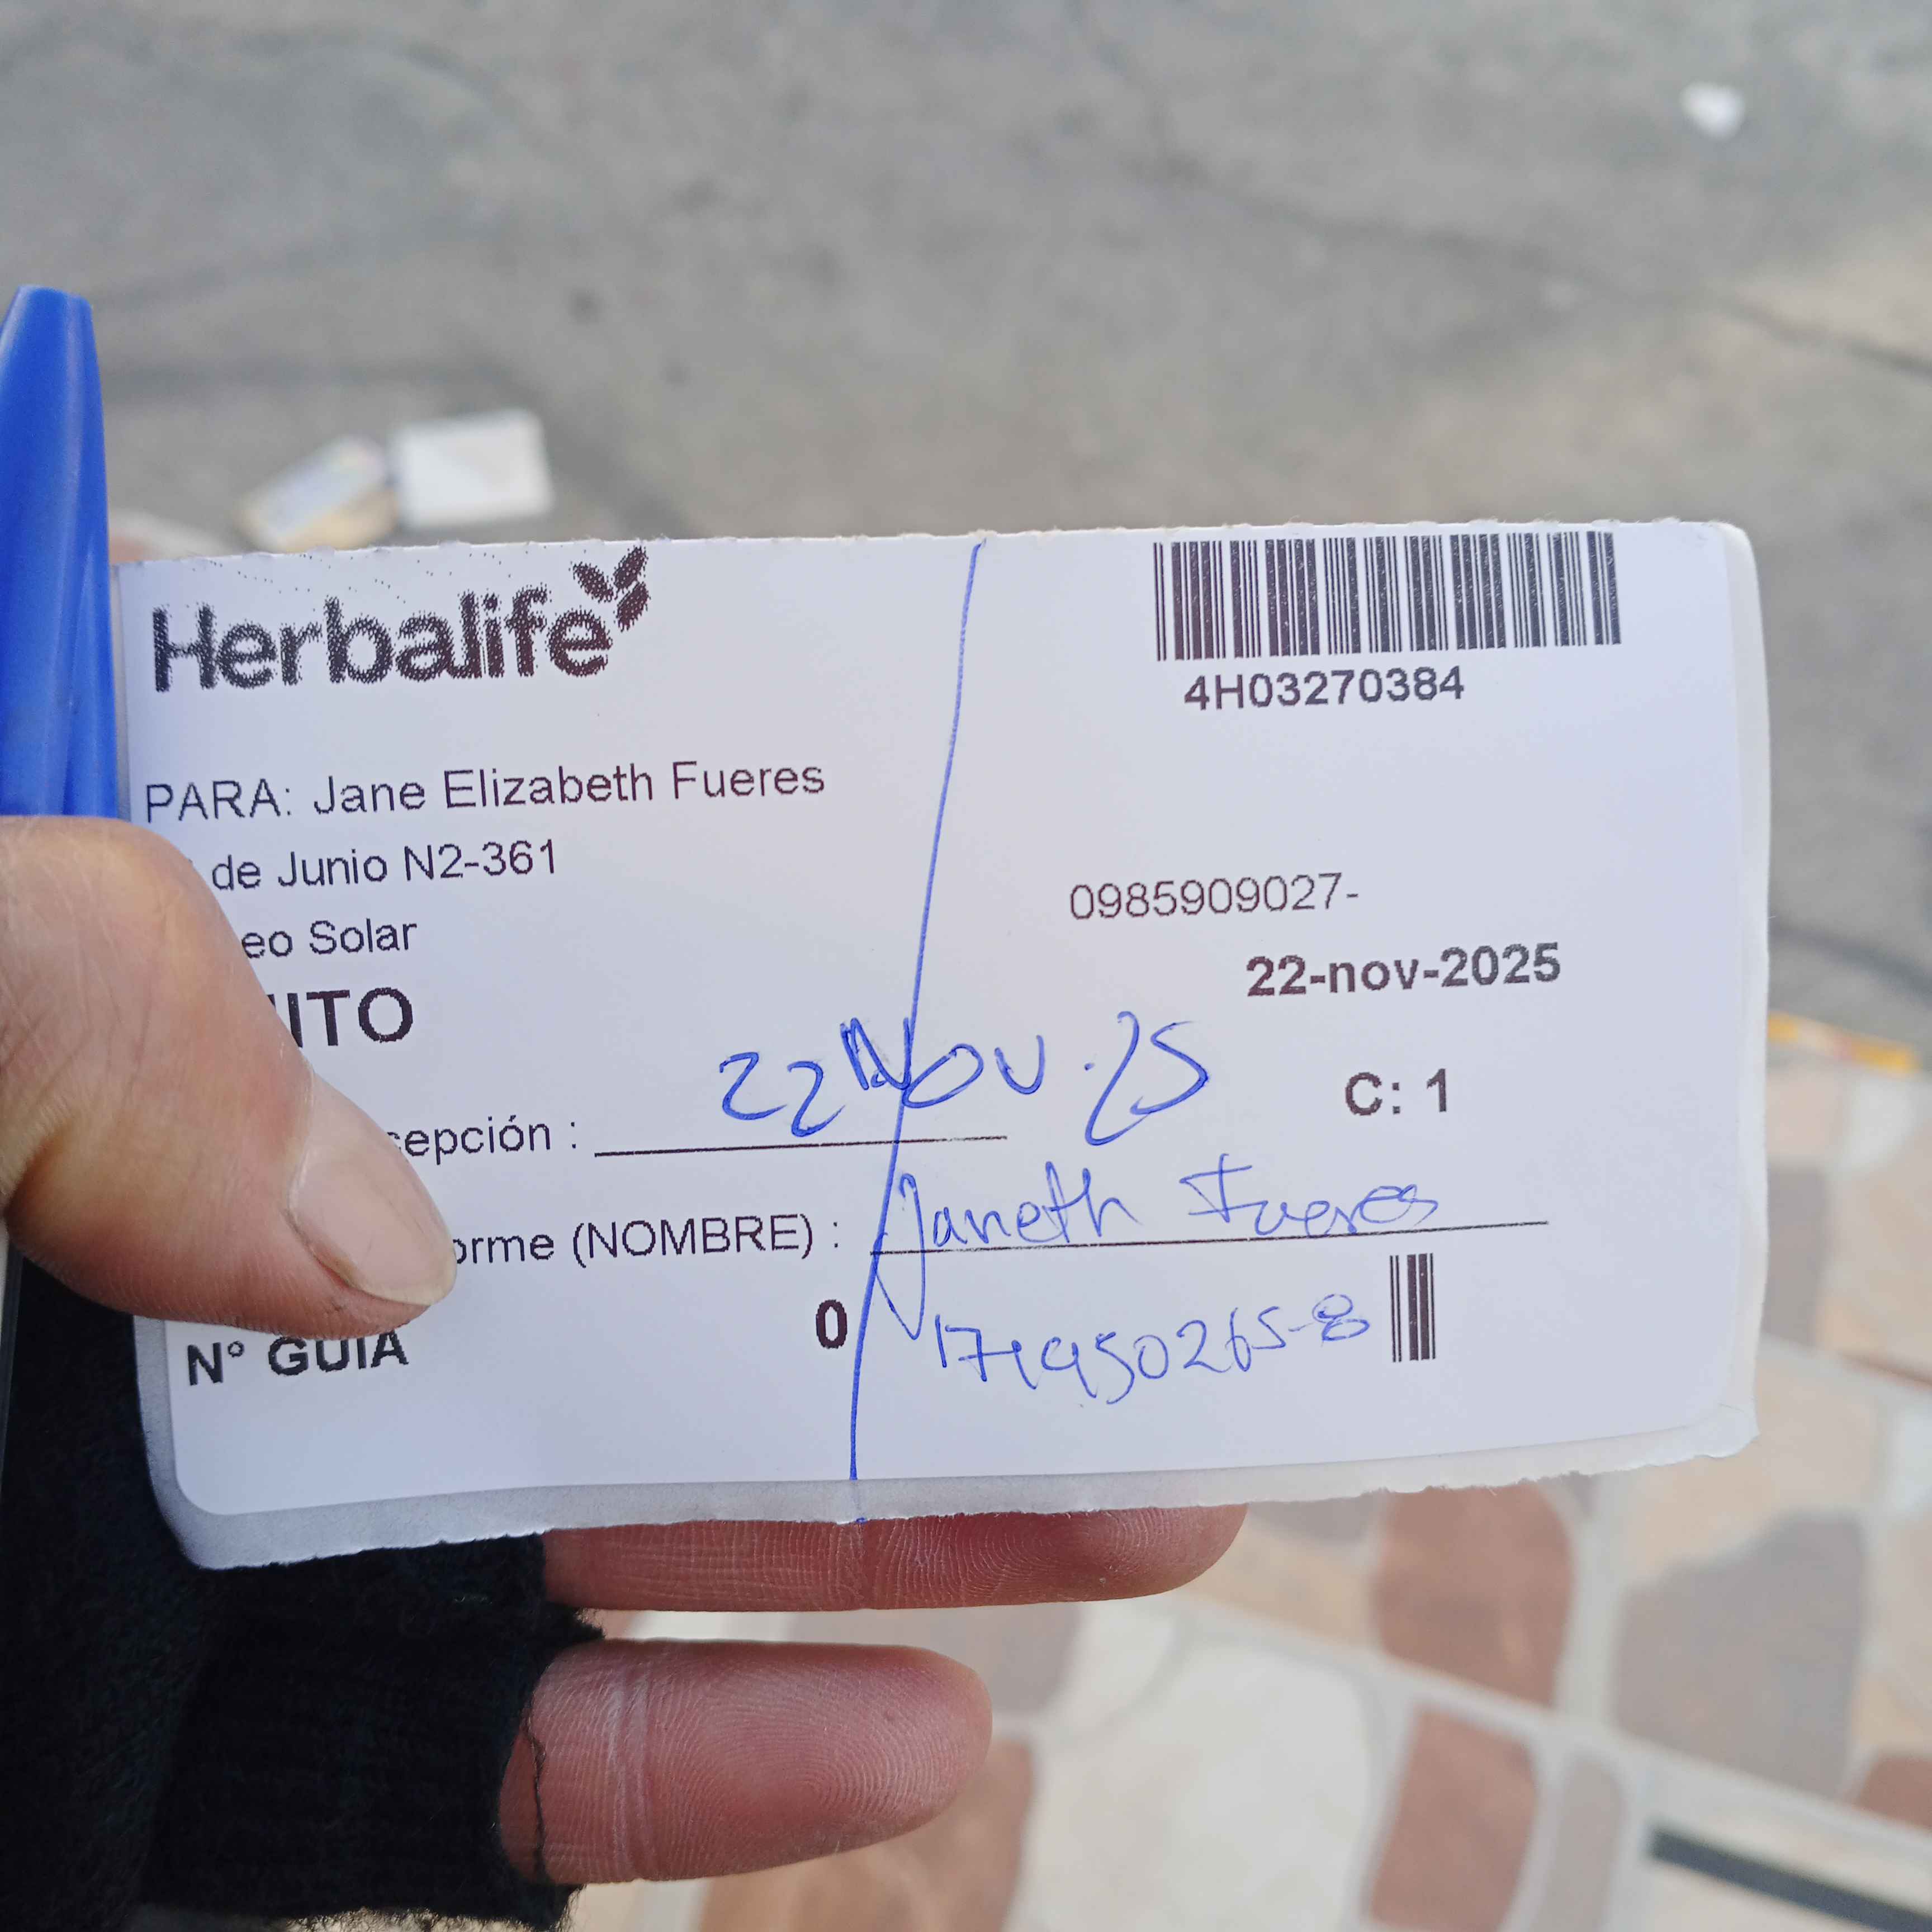 Herbalife
4H03270384
PARA: Jane Elizabeth Fueres
de Junio N2-361
0985909027-
eo Solar
22-nov-2025
ITO
22 Nov. 25
C: 1
cepción :
orme (NOMBRE) : Janeth Fueres
N° GUIA 0
171950265-8